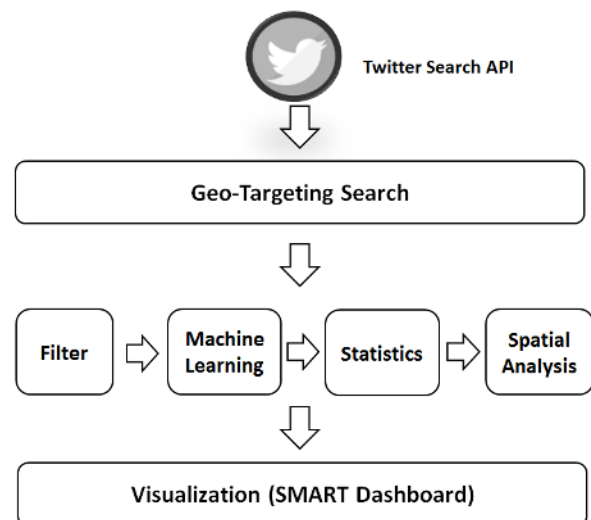 Twitter Search API
Geo-Targeting Search
Filter
Machine
Learning
Statistics
Spatial
Analysis
Visualization (SMART Dashboard)